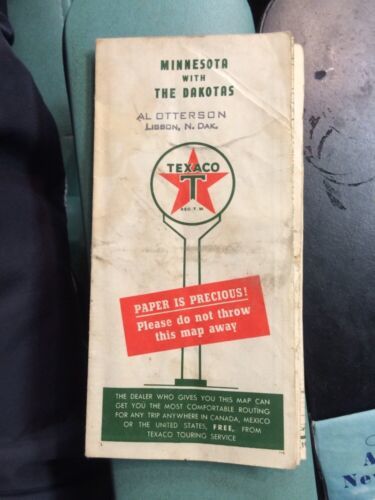 MINNESOTA
WITH
THE DAKOTAS
AL OTTERSON
LISBON, N. DAK.
TEXACO
T
REG. T. M.
PAPER IS PRECIOUS!
Please do not throw
this map away
THE DEALER WHO GIVES YOU THIS MAP CAN
GET YOU THE MOST COMFORTABLE ROUTING
FOR ANY TRIP ANYWHERE IN CANADA, MEXICO
OR THE UNITED STATES, FREE, FROM
TEXACO TOURING SERVICE